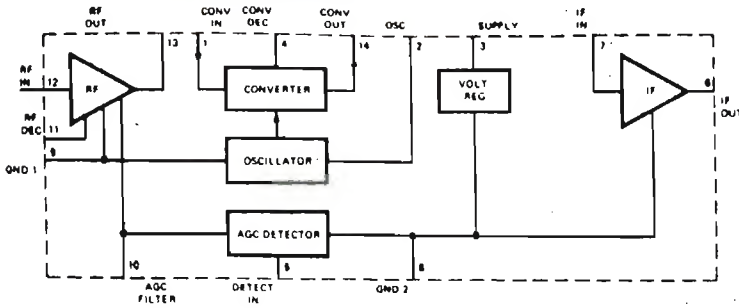 RF OUT
CONV IN
CONV DEC
CONV OUT
OSC
SUPPLY
IF IN
13
1
4
14
2
3
7
RF IN
12
RF
CONVERTER
VOLT REG
IF
6
IF OUT
RF DEC
11
9
GND 1
OSCILLATOR
AGC DETECTOR
10
5
8
AGC FILTER
DETECT IN
GND 2